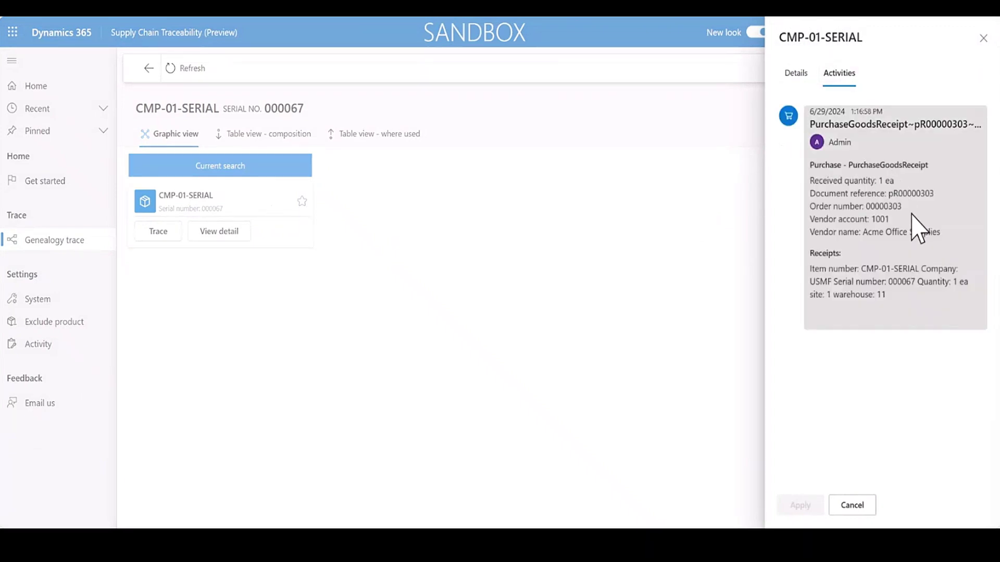 Dynamics 365
Supply Chain Traceability (Preview)
SANDBOX
New look
Home
Recent
Pinned
Home
Get started
Trace
Genealogy trace
Settings
System
Exclude product
Activity
Feedback
Email us
Refresh
CMP-01-SERIAL SERIAL NO. 000067
Graphic view
Table view - composition
Table view - where used
Current search
CMP-01-SERIAL
Serial number: 000067
Trace
View detail
CMP-01-SERIAL
Details
Activities
6/29/2024 1:16:58 PM
PurchaseGoodsReceipt~pR00000303~...
A Admin
Purchase - PurchaseGoodsReceipt
Received quantity: 1 ea
Document reference: pR00000303
Order number: 00000303
Vendor account: 1001
Vendor name: Acme Office Supplies
Receipts:
Item number: CMP-01-SERIAL Company:
USMF Serial number: 000067 Quantity: 1 ea
site: 1 warehouse: 11
Apply
Cancel